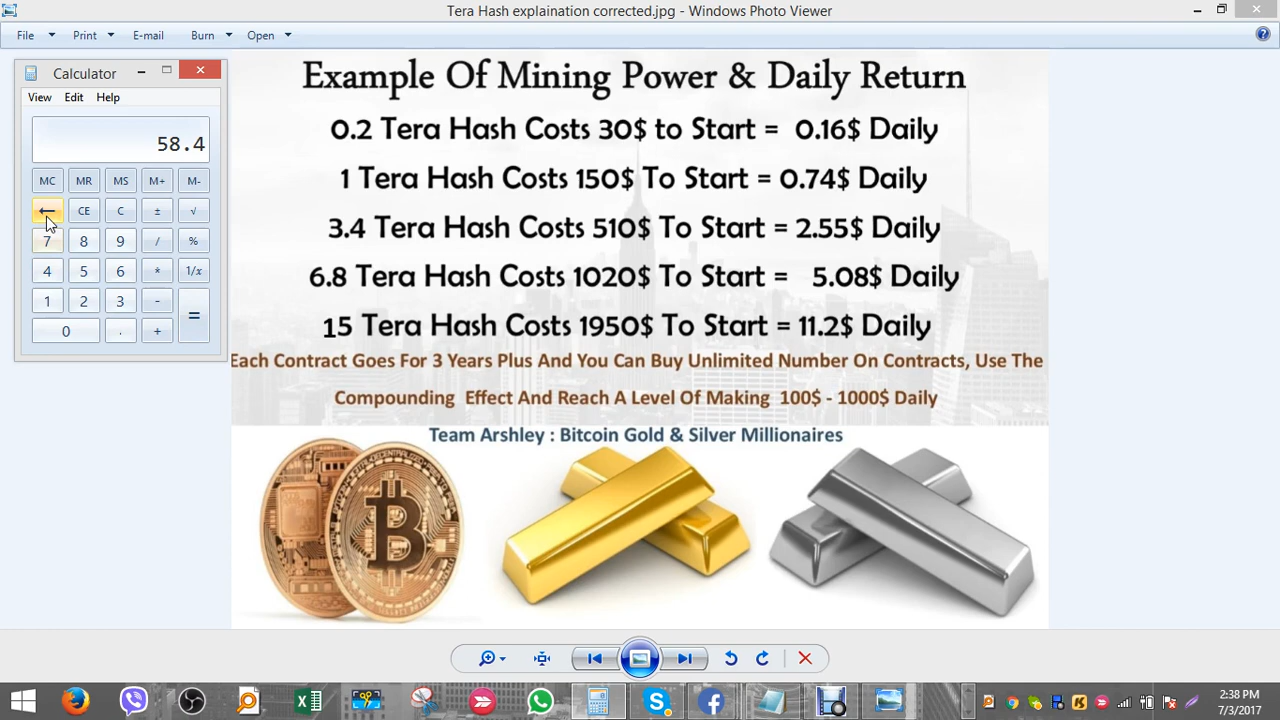 Tera Hash explaination corrected.jpg - Windows Photo Viewer
File Print E-mail Burn Open
Calculator
View Edit Help
58.4
MC MR MS M+ M-
← CE C ± √
7 8 9 / %
4 5 6 * 1/x
1 2 3 - =
0 . +
Example Of Mining Power & Daily Return
0.2 Tera Hash Costs 30$ to Start = 0.16$ Daily
1 Tera Hash Costs 150$ To Start = 0.74$ Daily
3.4 Tera Hash Costs 510$ To Start = 2.55$ Daily
6.8 Tera Hash Costs 1020$ To Start = 5.08$ Daily
15 Tera Hash Costs 1950$ To Start = 11.2$ Daily
Each Contract Goes For 3 Years Plus And You Can Buy Unlimited Number On Contracts, Use The
Compounding Effect And Reach A Level Of Making 100$ - 1000$ Daily
Team Arshley : Bitcoin Gold & Silver Millionaires
2:38 PM
7/3/2017